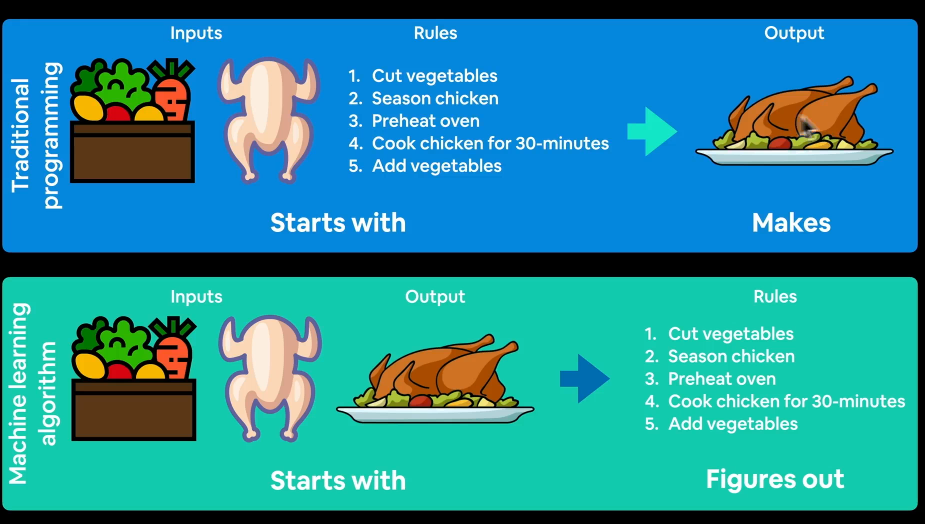 Traditional
programming
Inputs
Rules
Output
1. Cut vegetables
2. Season chicken
3. Preheat oven
4. Cook chicken for 30-minutes
5. Add vegetables
Starts with
Makes
Machine learning
algorithm
Inputs
Output
Rules
1. Cut vegetables
2. Season chicken
3. Preheat oven
4. Cook chicken for 30-minutes
5. Add vegetables
Starts with
Figures out